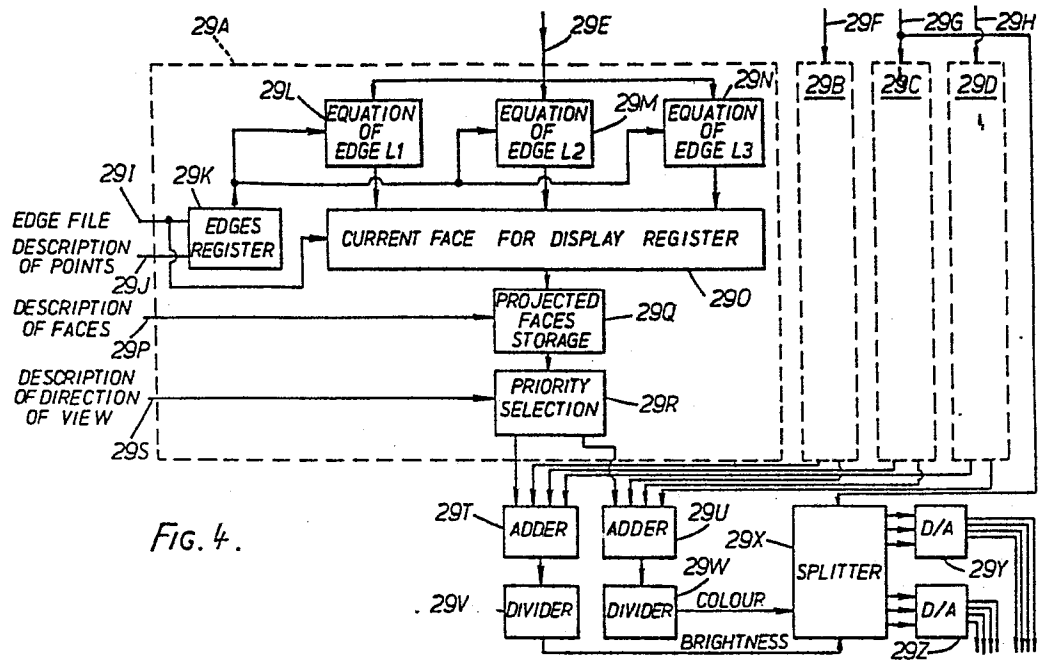 29A
29E
29F
29G
29H
29L
EQUATION
OF
EDGE L1
EQUATION
OF
EDGE L2
29M
29N
EQUATION
OF
EDGE L3
29B
29C
29D
29I
29K
EDGE FILE
DESCRIPTION
OF POINTS
29J
EDGES
REGISTER
CURRENT FACE FOR DISPLAY REGISTER
29O
DESCRIPTION
OF FACES
29P
PROJECTED
FACES
STORAGE
29Q
DESCRIPTION
OF DIRECTION
OF VIEW
29S
PRIORITY
SELECTION
29R
FIG. 4.
29T
ADDER
ADDER
29U
29X
SPLITTER
D/A
29Y
29V
DIVIDER
DIVIDER
29W
COLOUR
BRIGHTNESS
D/A
29Z